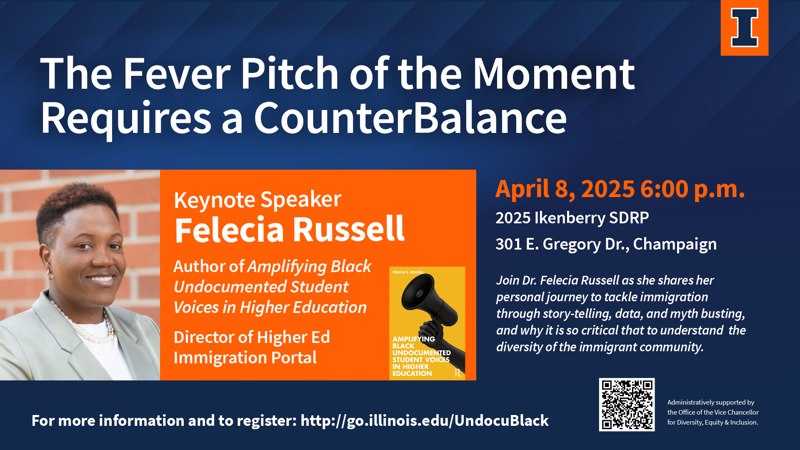 I
The Fever Pitch of the Moment
Requires a CounterBalance
Keynote Speaker
Felecia Russell
Author of Amplifying Black
Undocumented Student
Voices in Higher Education
Director of Higher Ed
Immigration Portal
FELECIA S. RUSSELL
AMPLIFYING
BLACK
UNDOCUMENTED
STUDENT VOICES
IN HIGHER
EDUCATION
R
April 8, 2025 6:00 p.m.
2025 Ikenberry SDRP
301 E. Gregory Dr., Champaign
Join Dr. Felecia Russell as she shares her
personal journey to tackle immigration
through story-telling, data, and myth busting,
and why it is so critical that to understand the
diversity of the immigrant community.
For more information and to register: http://go.illinois.edu/UndocuBlack
Administratively supported by
the Office of the Vice Chancellor
for Diversity, Equity & Inclusion.